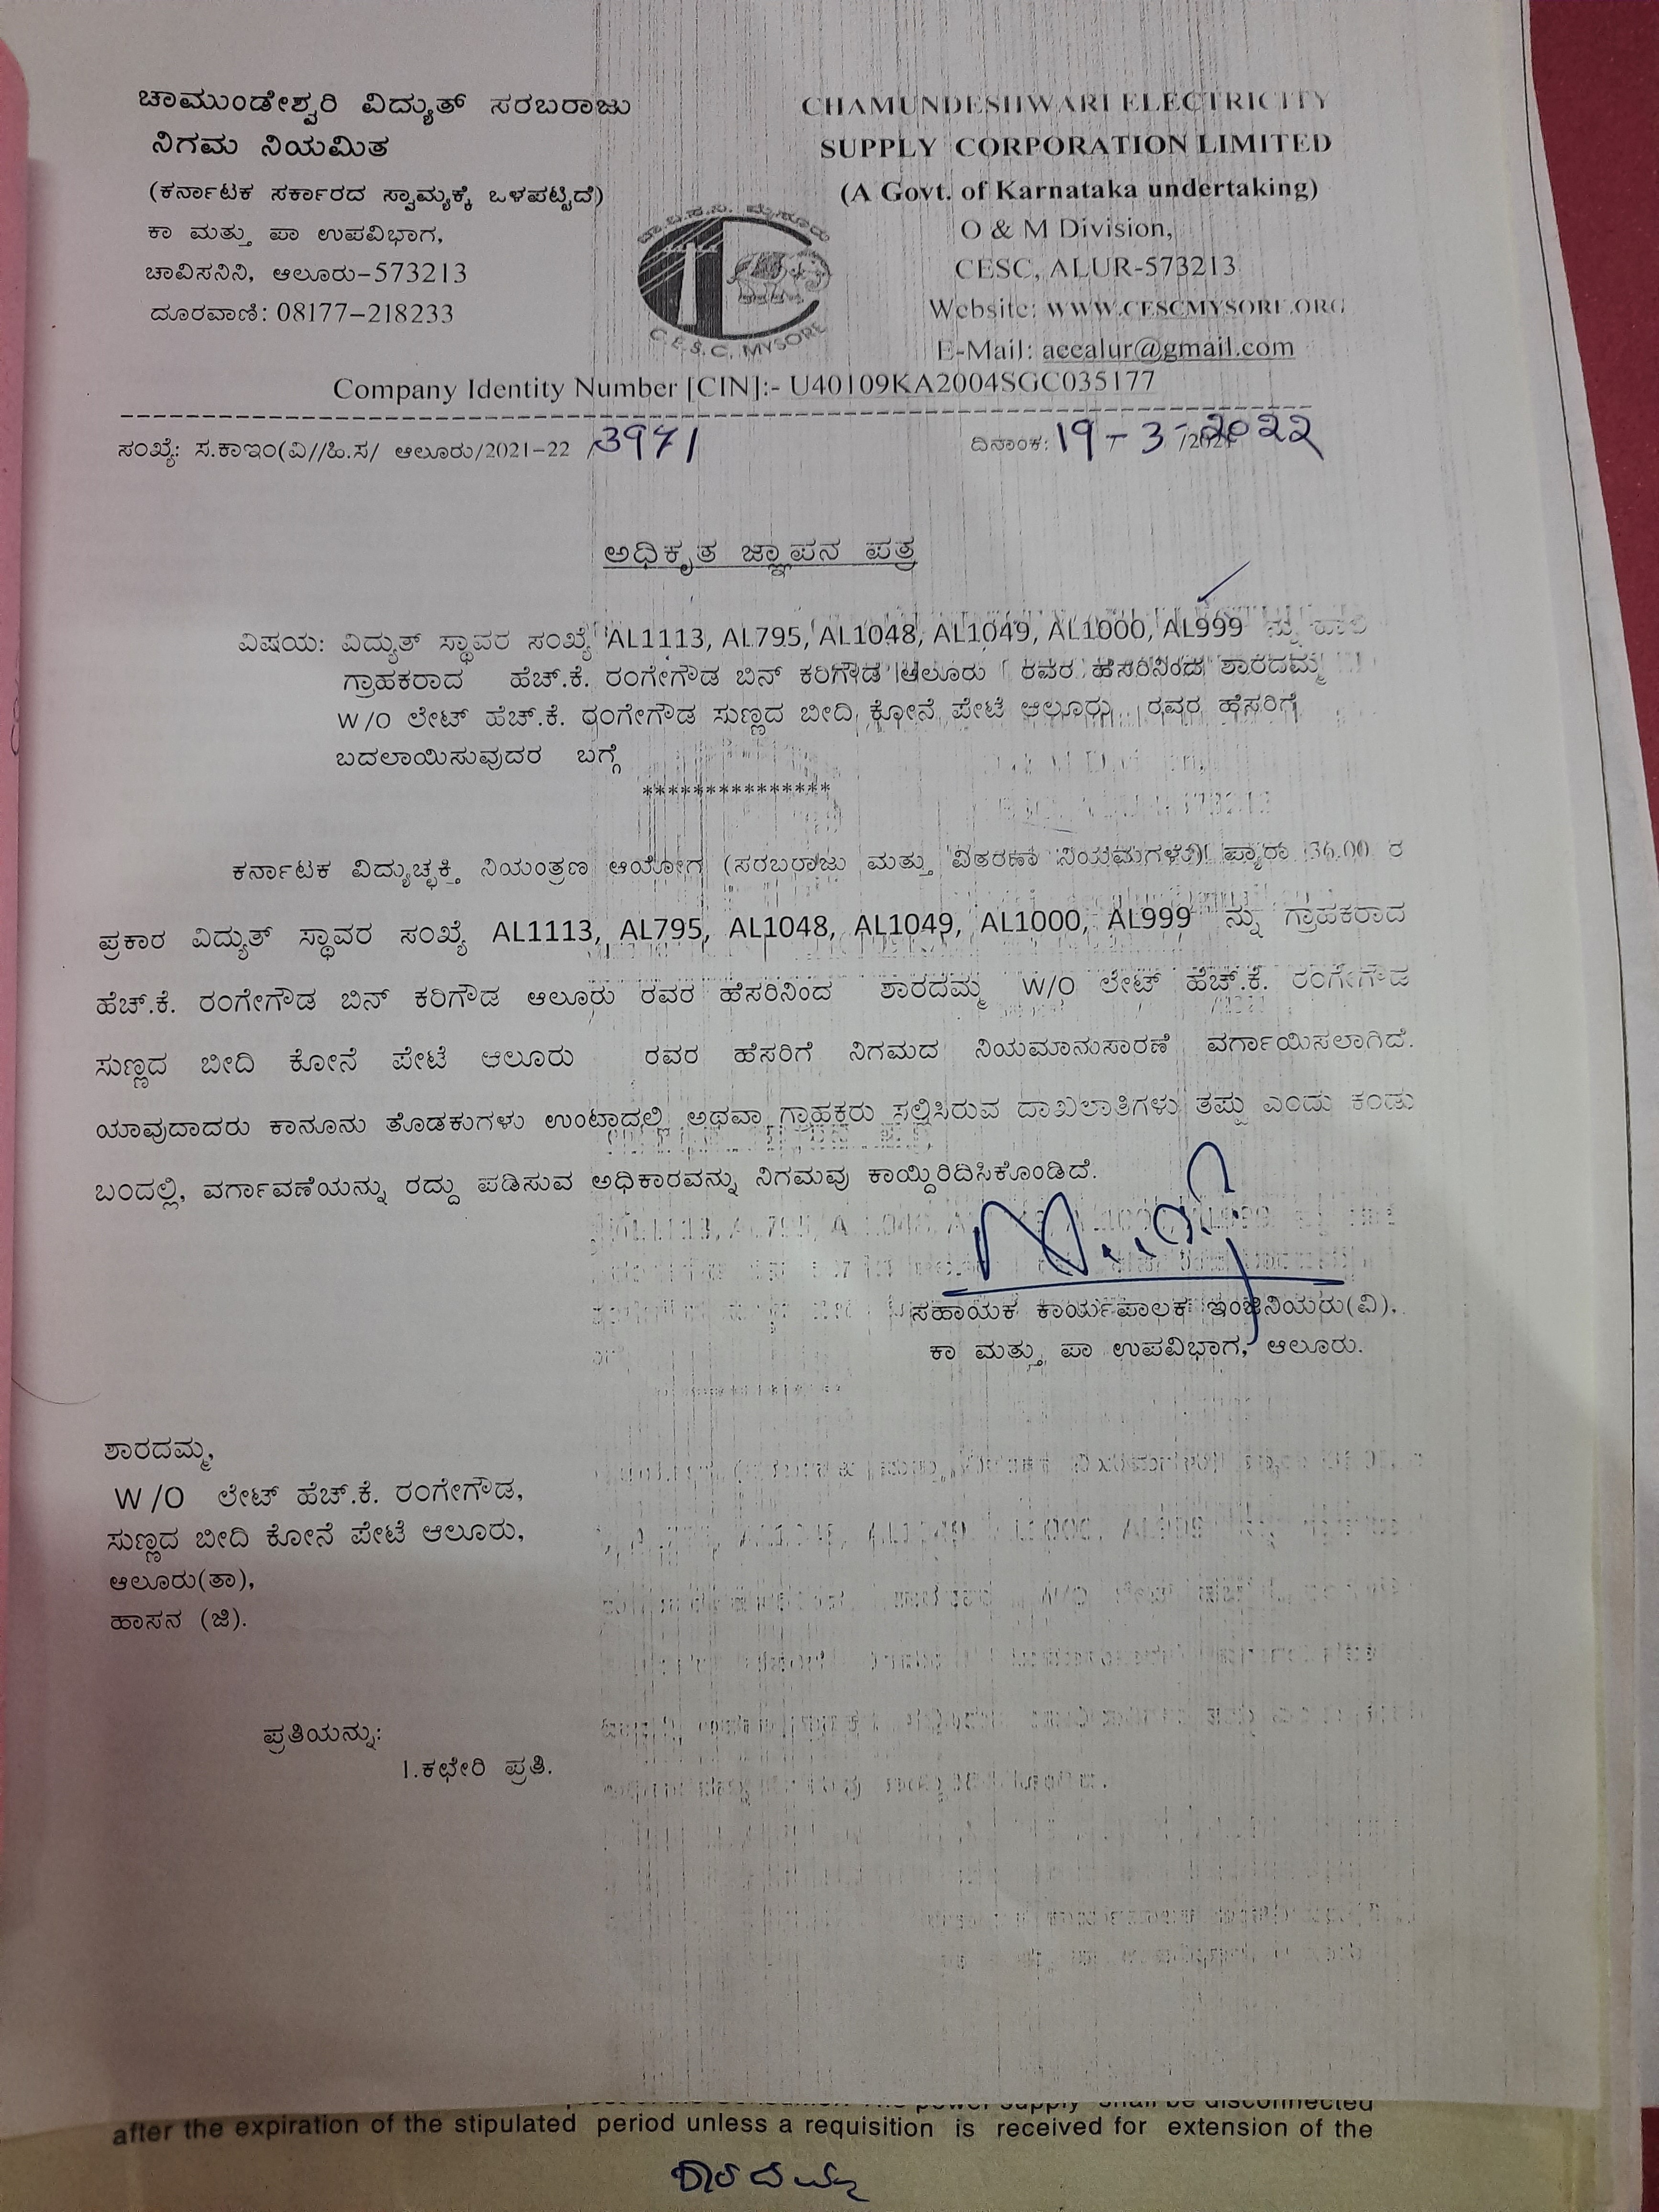 ಚಾಮುಂಡೇಶ್ವರಿ ವಿದ್ಯುತ್ ಸರಬರಾಜು
ನಿಗಮ ನಿಯಮಿತ
(ಕರ್ನಾಟಕ ಸರ್ಕಾರದ ಸ್ವಾಮ್ಯಕ್ಕೆ ಒಳಪಟ್ಟಿದೆ)
ಕಾ ಮತ್ತು ಪಾ ಉಪವಿಭಾಗ,
ಚಾವಿಸನಿನಿ, ಆಲೂರು-573213
ದೂರವಾಣಿ: 08177-218233
C.E.S.C. MYSORE
CHAMUNDESHWARI ELECTRICITY
SUPPLY CORPORATION LIMITED
(A Govt. of Karnataka undertaking)
O & M Division,
CESC, ALUR-573213
Website: WWW.CESCMYSORE.ORG
E-Mail: aeealur@gmail.com
Company Identity Number [CIN]:- U40109KA2004SGC035177
ಸಂಖ್ಯೆ: ಸ.ಕಾಇಂ(ವಿ//ಹಿ.ಸ/ ಆಲೂರು/2021-22 /3971
ದಿನಾಂಕ: 19-3-2022
ಅಧಿಕೃತ ಜ್ಞಾಪನ ಪತ್ರ
ವಿಷಯ: ವಿದ್ಯುತ್ ಸ್ಥಾವರ ಸಂಖ್ಯೆ AL1113, AL795, AL1048, AL1049, AL1000, AL999 ನ್ನು ಹಾಲಿ
ಗ್ರಾಹಕರಾದ ಹೆಚ್.ಕೆ. ರಂಗೇಗೌಡ ಬಿನ್ ಕರಿಗೌಡ ಆಲೂರು ರವರ ಹೆಸರಿನಿಂದ ಶಾರದಮ್ಮ
W/O ಲೇಟ್ ಹೆಚ್.ಕೆ. ರಂಗೇಗೌಡ ಸುಣ್ಣದ ಬೀದಿ ಕೋನೆ ಪೇಟೆ ಆಲೂರು ರವರ ಹೆಸರಿಗೆ
ಬದಲಾಯಿಸುವುದರ ಬಗ್ಗೆ
***************
ಕರ್ನಾಟಕ ವಿದ್ಯುಚ್ಛಕ್ತಿ ನಿಯಂತ್ರಣ ಆಯೋಗ (ಸರಬರಾಜು ಮತ್ತು ವಿತರಣಾ ನಿಯಮಗಳು) ಪ್ಯಾರಾ 36.00 ರ
ಪ್ರಕಾರ ವಿದ್ಯುತ್ ಸ್ಥಾವರ ಸಂಖ್ಯೆ AL1113, AL795, AL1048, AL1049, AL1000, AL999 ನ್ನು ಗ್ರಾಹಕರಾದ
ಹೆಚ್.ಕೆ. ರಂಗೇಗೌಡ ಬಿನ್ ಕರಿಗೌಡ ಆಲೂರು ರವರ ಹೆಸರಿನಿಂದ ಶಾರದಮ್ಮ W/O ಲೇಟ್ ಹೆಚ್.ಕೆ. ರಂಗೇಗೌಡ
ಸುಣ್ಣದ ಬೀದಿ ಕೋನೆ ಪೇಟೆ ಆಲೂರು ರವರ ಹೆಸರಿಗೆ ನಿಗಮದ ನಿಯಮಾನುಸಾರಣೆ ವರ್ಗಾಯಿಸಲಾಗಿದೆ.
ಯಾವುದಾದರು ಕಾನೂನು ತೊಡಕುಗಳು ಉಂಟಾದಲ್ಲಿ ಅಥವಾ ಗ್ರಾಹಕರು ಸಲ್ಲಿಸಿರುವ ದಾಖಲಾತಿಗಳು ತಪ್ಪು ಎಂದು ಕಂಡು
ಬಂದಲ್ಲಿ, ವರ್ಗಾವಣೆಯನ್ನು ರದ್ದು ಪಡಿಸುವ ಅಧಿಕಾರವನ್ನು ನಿಗಮವು ಕಾಯ್ದಿರಿದಿಸಿಕೊಂಡಿದೆ.
ಸಹಾಯಕ ಕಾರ್ಯಪಾಲಕ ಇಂಜಿನಿಯರು(ವಿ),
ಕಾ ಮತ್ತು ಪಾ ಉಪವಿಭಾಗ, ಆಲೂರು.
ಶಾರದಮ್ಮ,
W/O ಲೇಟ್ ಹೆಚ್.ಕೆ. ರಂಗೇಗೌಡ,
ಸುಣ್ಣದ ಬೀದಿ ಕೋನೆ ಪೇಟೆ ಆಲೂರು,
ಆಲೂರು(ತಾ),
ಹಾಸನ (ಜಿ).
ಪ್ರತಿಯನ್ನು:
1.ಕಛೇರಿ ಪ್ರತಿ.
power supply shall be disconnected
after the expiration of the stipulated period unless a requisition is received for extension of the
ಶಾರದಮ್ಮ